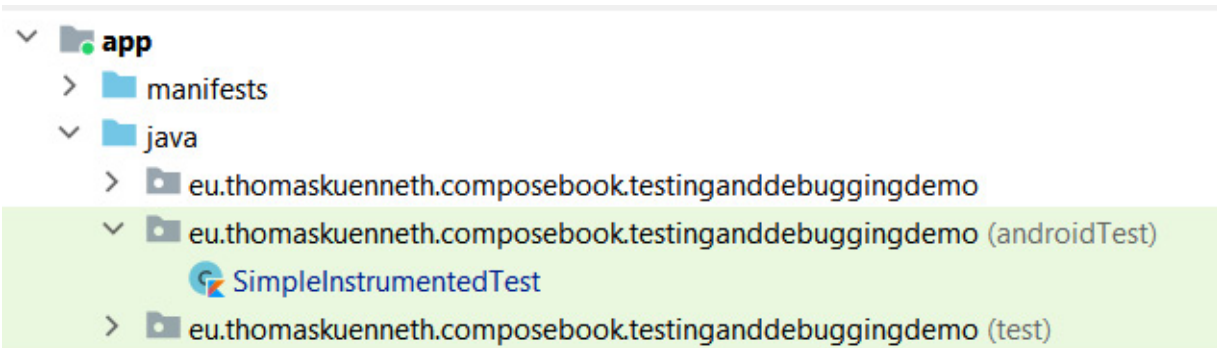 app
manifests
java
eu.thomaskuenneth.composebook.testinganddebuggingdemo
eu.thomaskuenneth.composebook.testinganddebuggingdemo (androidTest)
SimpleInstrumentedTest
eu.thomaskuenneth.composebook.testinganddebuggingdemo (test)